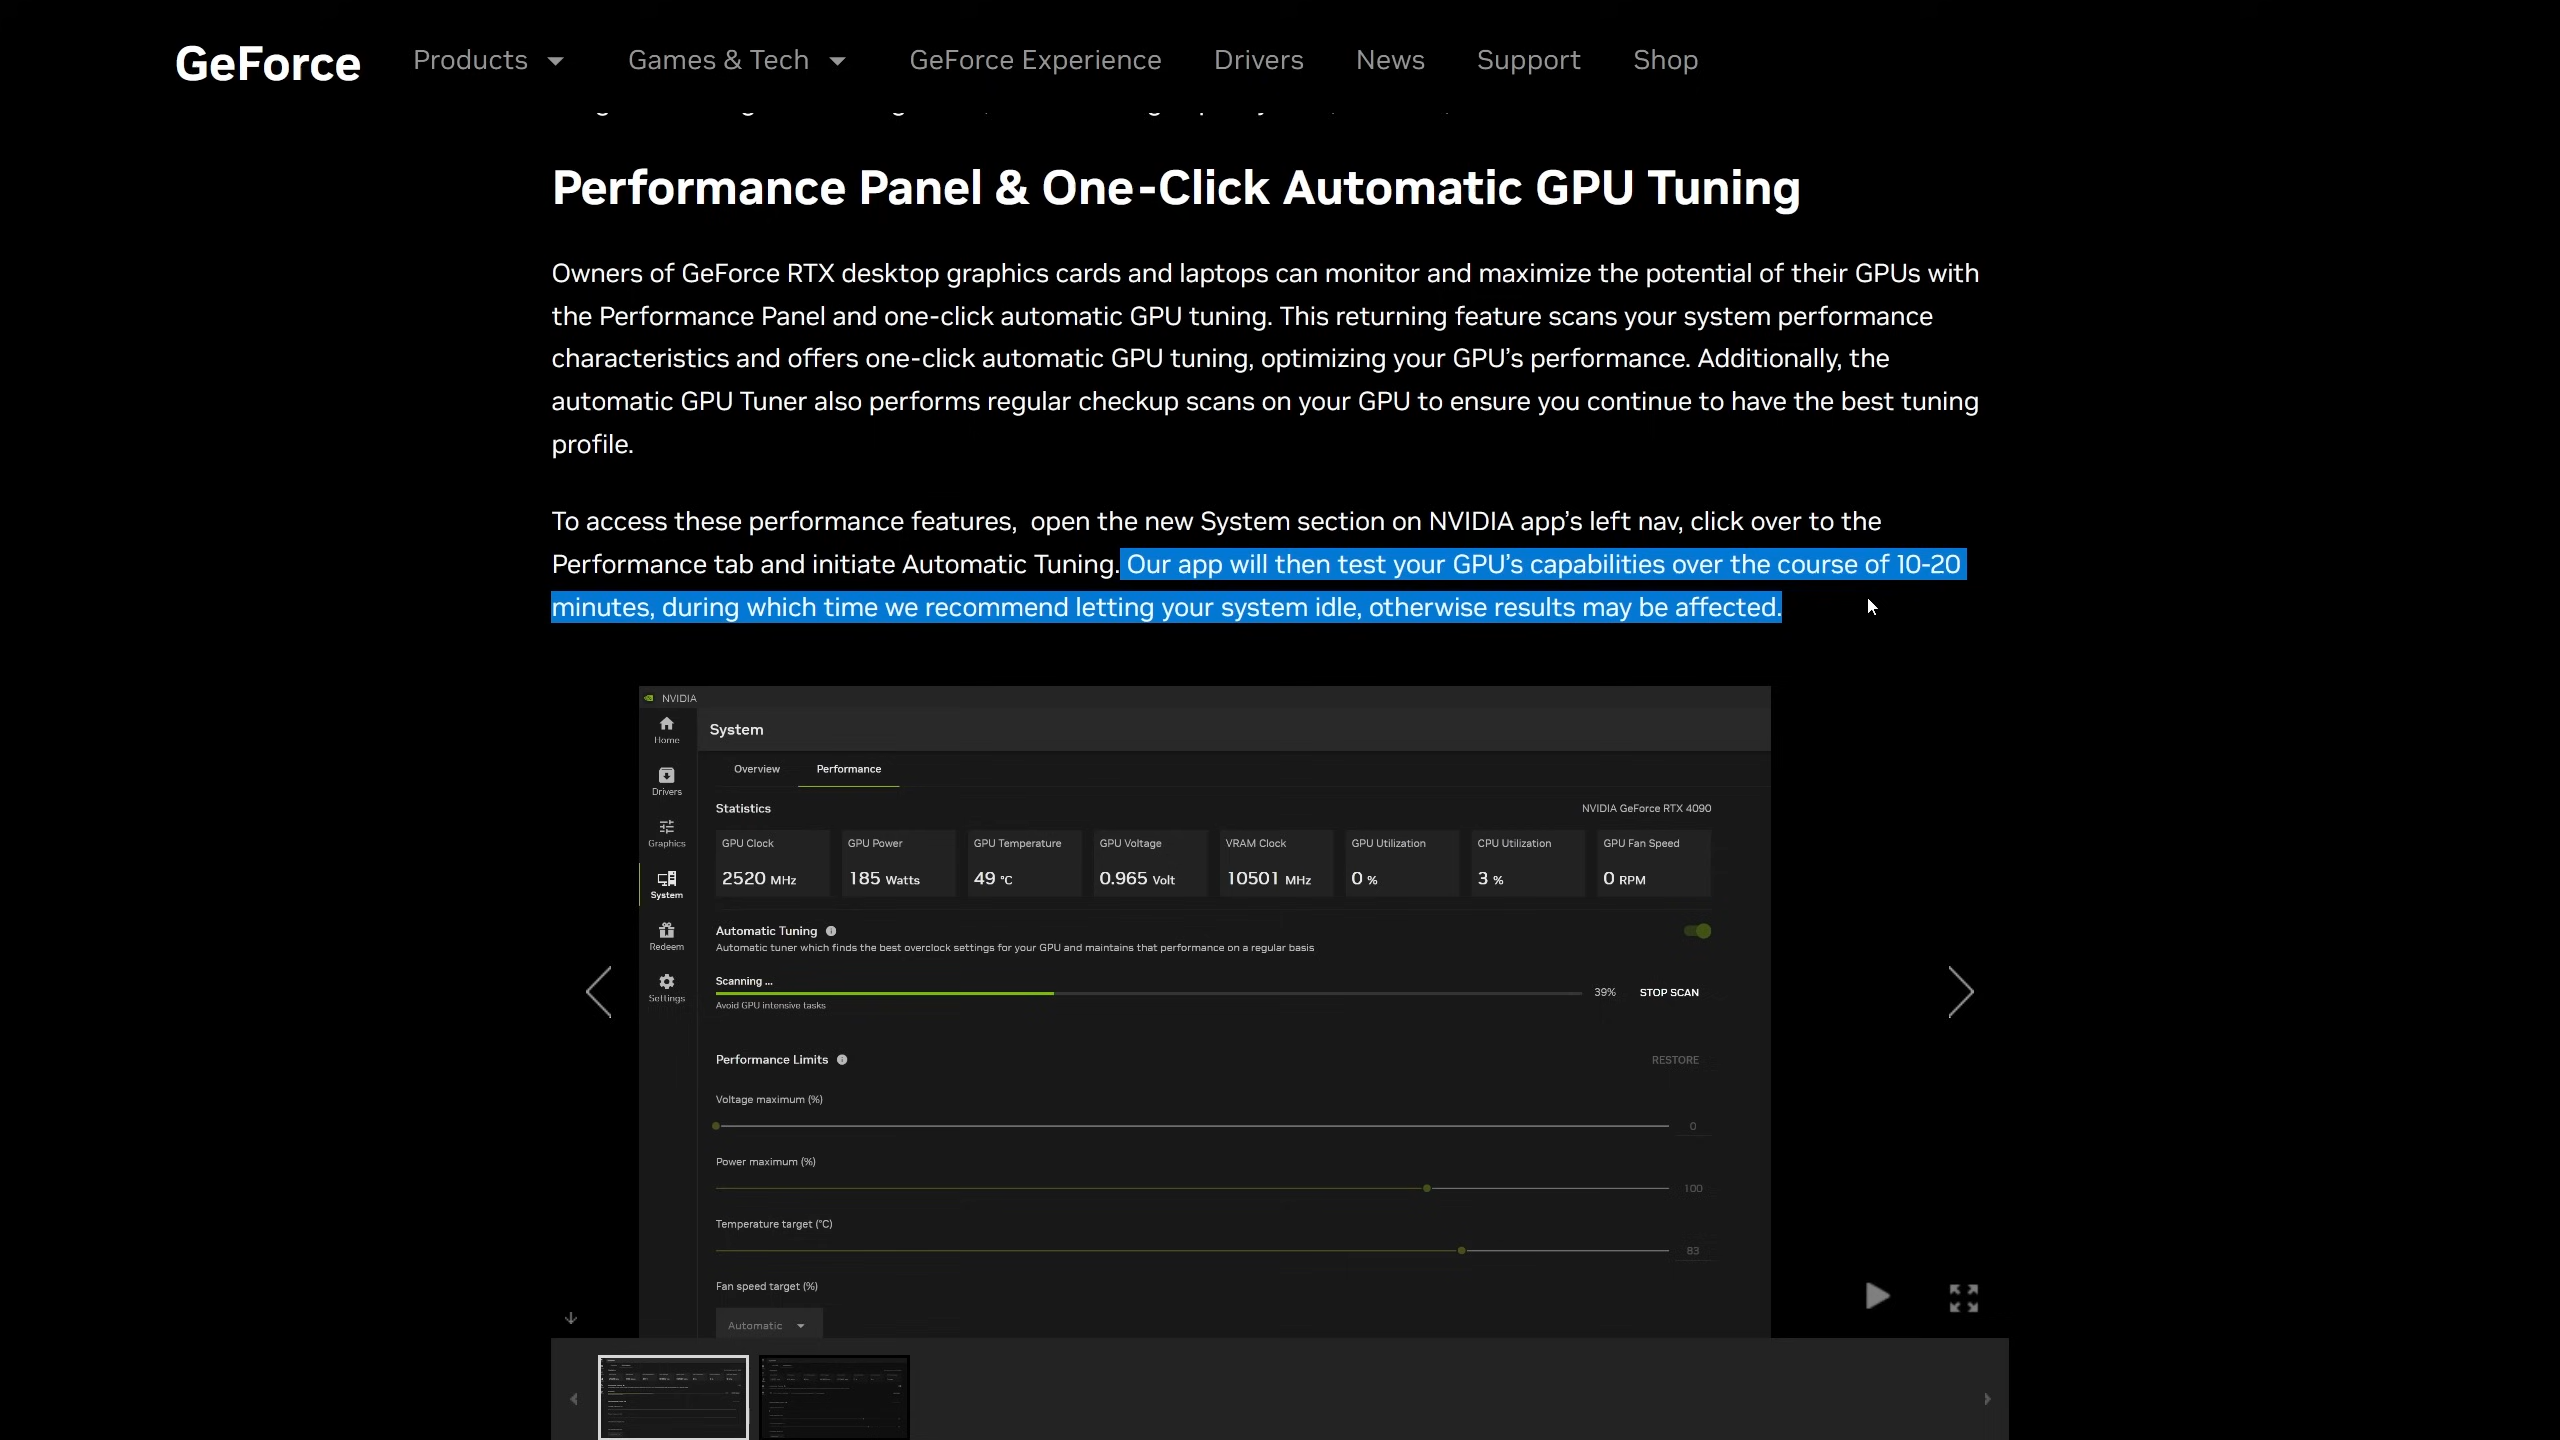 GeForce Products Games & Tech GeForce Experience Drivers News Support Shop
Performance Panel & One-Click Automatic GPU Tuning
Owners of GeForce RTX desktop graphics cards and laptops can monitor and maximize the potential of their GPUs with
the Performance Panel and one-click automatic GPU tuning. This returning feature scans your system performance
characteristics and offers one-click automatic GPU tuning, optimizing your GPU’s performance. Additionally, the
automatic GPU Tuner also performs regular checkup scans on your GPU to ensure you continue to have the best tuning
profile.
To access these performance features,  open the new System section on NVIDIA app’s left nav, click over to the
Performance tab and initiate Automatic Tuning. Our app will then test your GPU’s capabilities over the course of 10-20
minutes, during which time we recommend letting your system idle, otherwise results may be affected.
NVIDIA
Home
Drivers
Graphics
System
Redeem
Settings
System
Overview Performance
Statistics NVIDIA GeForce RTX 4090
GPU Clock GPU Power GPU Temperature GPU Voltage VRAM Clock GPU Utilization CPU Utilization GPU Fan Speed
2520 MHz 185 Watts 49 °C 0.965 Volt 10501 MHz 0 % 3 % 0 RPM
Automatic Tuning
Automatic tuner which finds the best overclock settings for your GPU and maintains that performance on a regular basis
Scanning ...
39% STOP SCAN
Avoid GPU intensive tasks
Performance Limits RESTORE
Voltage maximum (%)
0
Power maximum (%)
100
Temperature target (°C)
83
Fan speed target (%)
Automatic